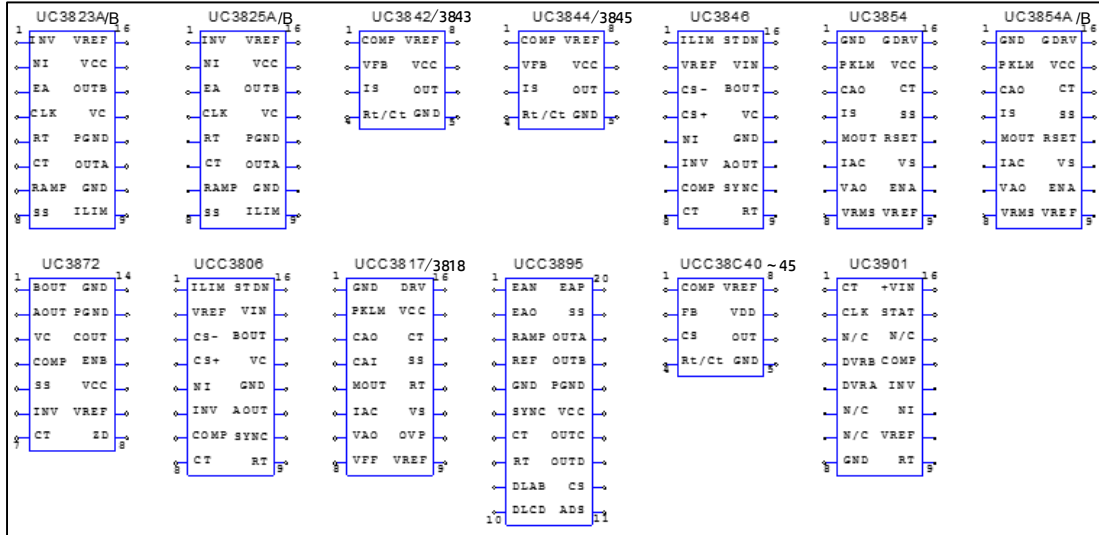 UC3823A/B UC3825A/B UC3842/3843 UC3844/3845 UC3846 UC3854 UC3854A/B
1 16 1 16 1 8 1 8 1 16 1 16 1 16
INV VREF INV VREF COMP VREF COMP VREF ILIM STDN GND GDRV GND GDRV
NI VCC NI VCC VFB VCC VFB VCC VREF VIN PKLM VCC PKLM VCC
EA OUTB EA OUTB IS OUT IS OUT CS- BOUT CAO CT CAO CT
CLK VC CLK VC Rt/Ct GND Rt/Ct GND CS+ VC IS SS IS SS
4 5 4 5
RT PGND RT PGND NI GND MOUT RSET MOUT RSET
CT OUTA CT OUTA INV AOUT IAC VS IAC VS
RAMP GND RAMP GND COMP SYNC VAO ENA VAO ENA
SS ILIM SS ILIM CT RT VRMS VREF VRMS VREF
8 9 8 9 8 9 8 9 8 9
UC3872 UCC3806 UCC3817/3818 UCC3895 UCC38C40 ~45 UC3901
1 14 1 16 1 16 1 20 1 8 1 16
BOUT GND ILIM STDN GND DRV EAN EAP COMP VREF CT +VIN
AOUT PGND VREF VIN PKLM VCC EAO SS FB VDD CLK STAT
VC COUT CS- BOUT CAO CT RAMP OUTA CS OUT N/C N/C
COMP ENB CS+ VC CAI SS REF OUTB Rt/Ct GND DVRB COMP
4 5
SS VCC NI GND MOUT RT GND PGND DVRA INV
INV VREF INV AOUT IAC VS SYNC VCC N/C NI
CT ZD COMP SYNC VAO OVP CT OUTC N/C VREF
7 8
CT RT VFF VREF RT OUTD GND RT
8 9 8 9 8 9
DLAB CS
DLCD ADS
10 11